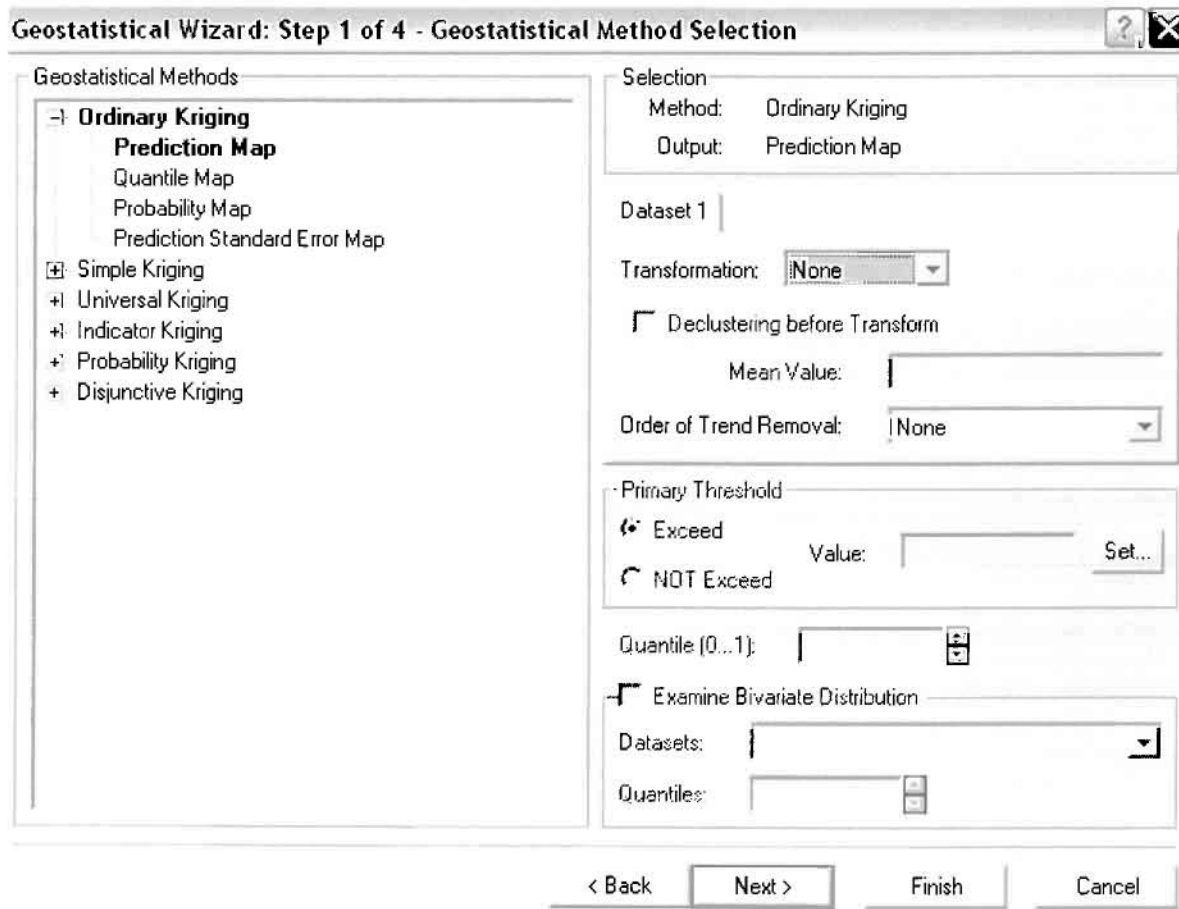 Geostatistical Wizard: Step 1 of 4 - Geostatistical Method Selection
Geostatistical Methods
Ordinary Kriging
Prediction Map
Quantile Map
Probability Map
Prediction Standard Error Map
Simple Kriging
Universal Kriging
Indicator Kriging
Probability Kriging
Disjunctive Kriging
Selection
Method: Ordinary Kriging
Output: Prediction Map
Dataset 1
Transformation: None
Declustering before Transform
Mean Value:
Order of Trend Removal: None
Primary Threshold
Exceed
Value: Set...
NOT Exceed
Quantile (0...1):
Examine Bivariate Distribution
Datasets:
Quantiles:
< Back Next > Finish Cancel